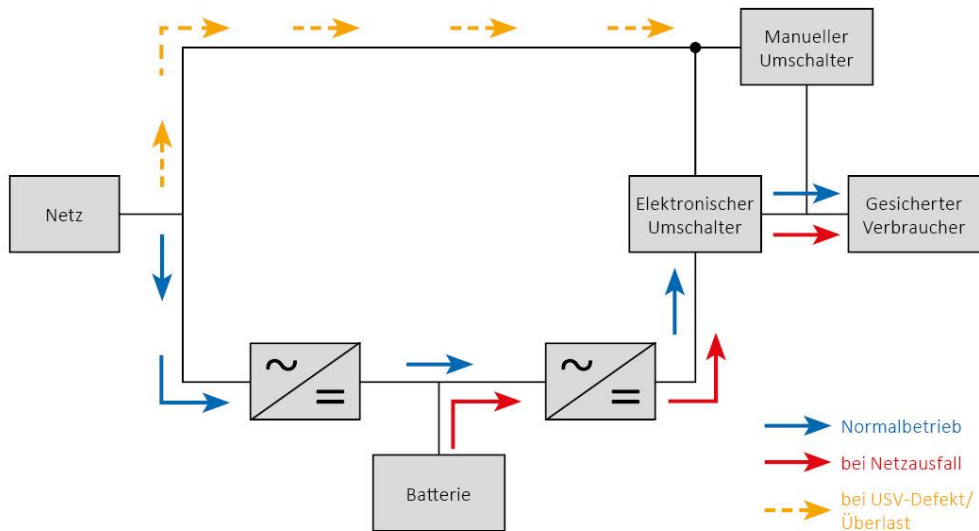 Manueller
Umschalter
Netz
Elektronischer
Umschalter
Gesicherter
Verbraucher
Batterie
Normalbetrieb
bei Netzausfall
bei USV-Defekt/
Überlast